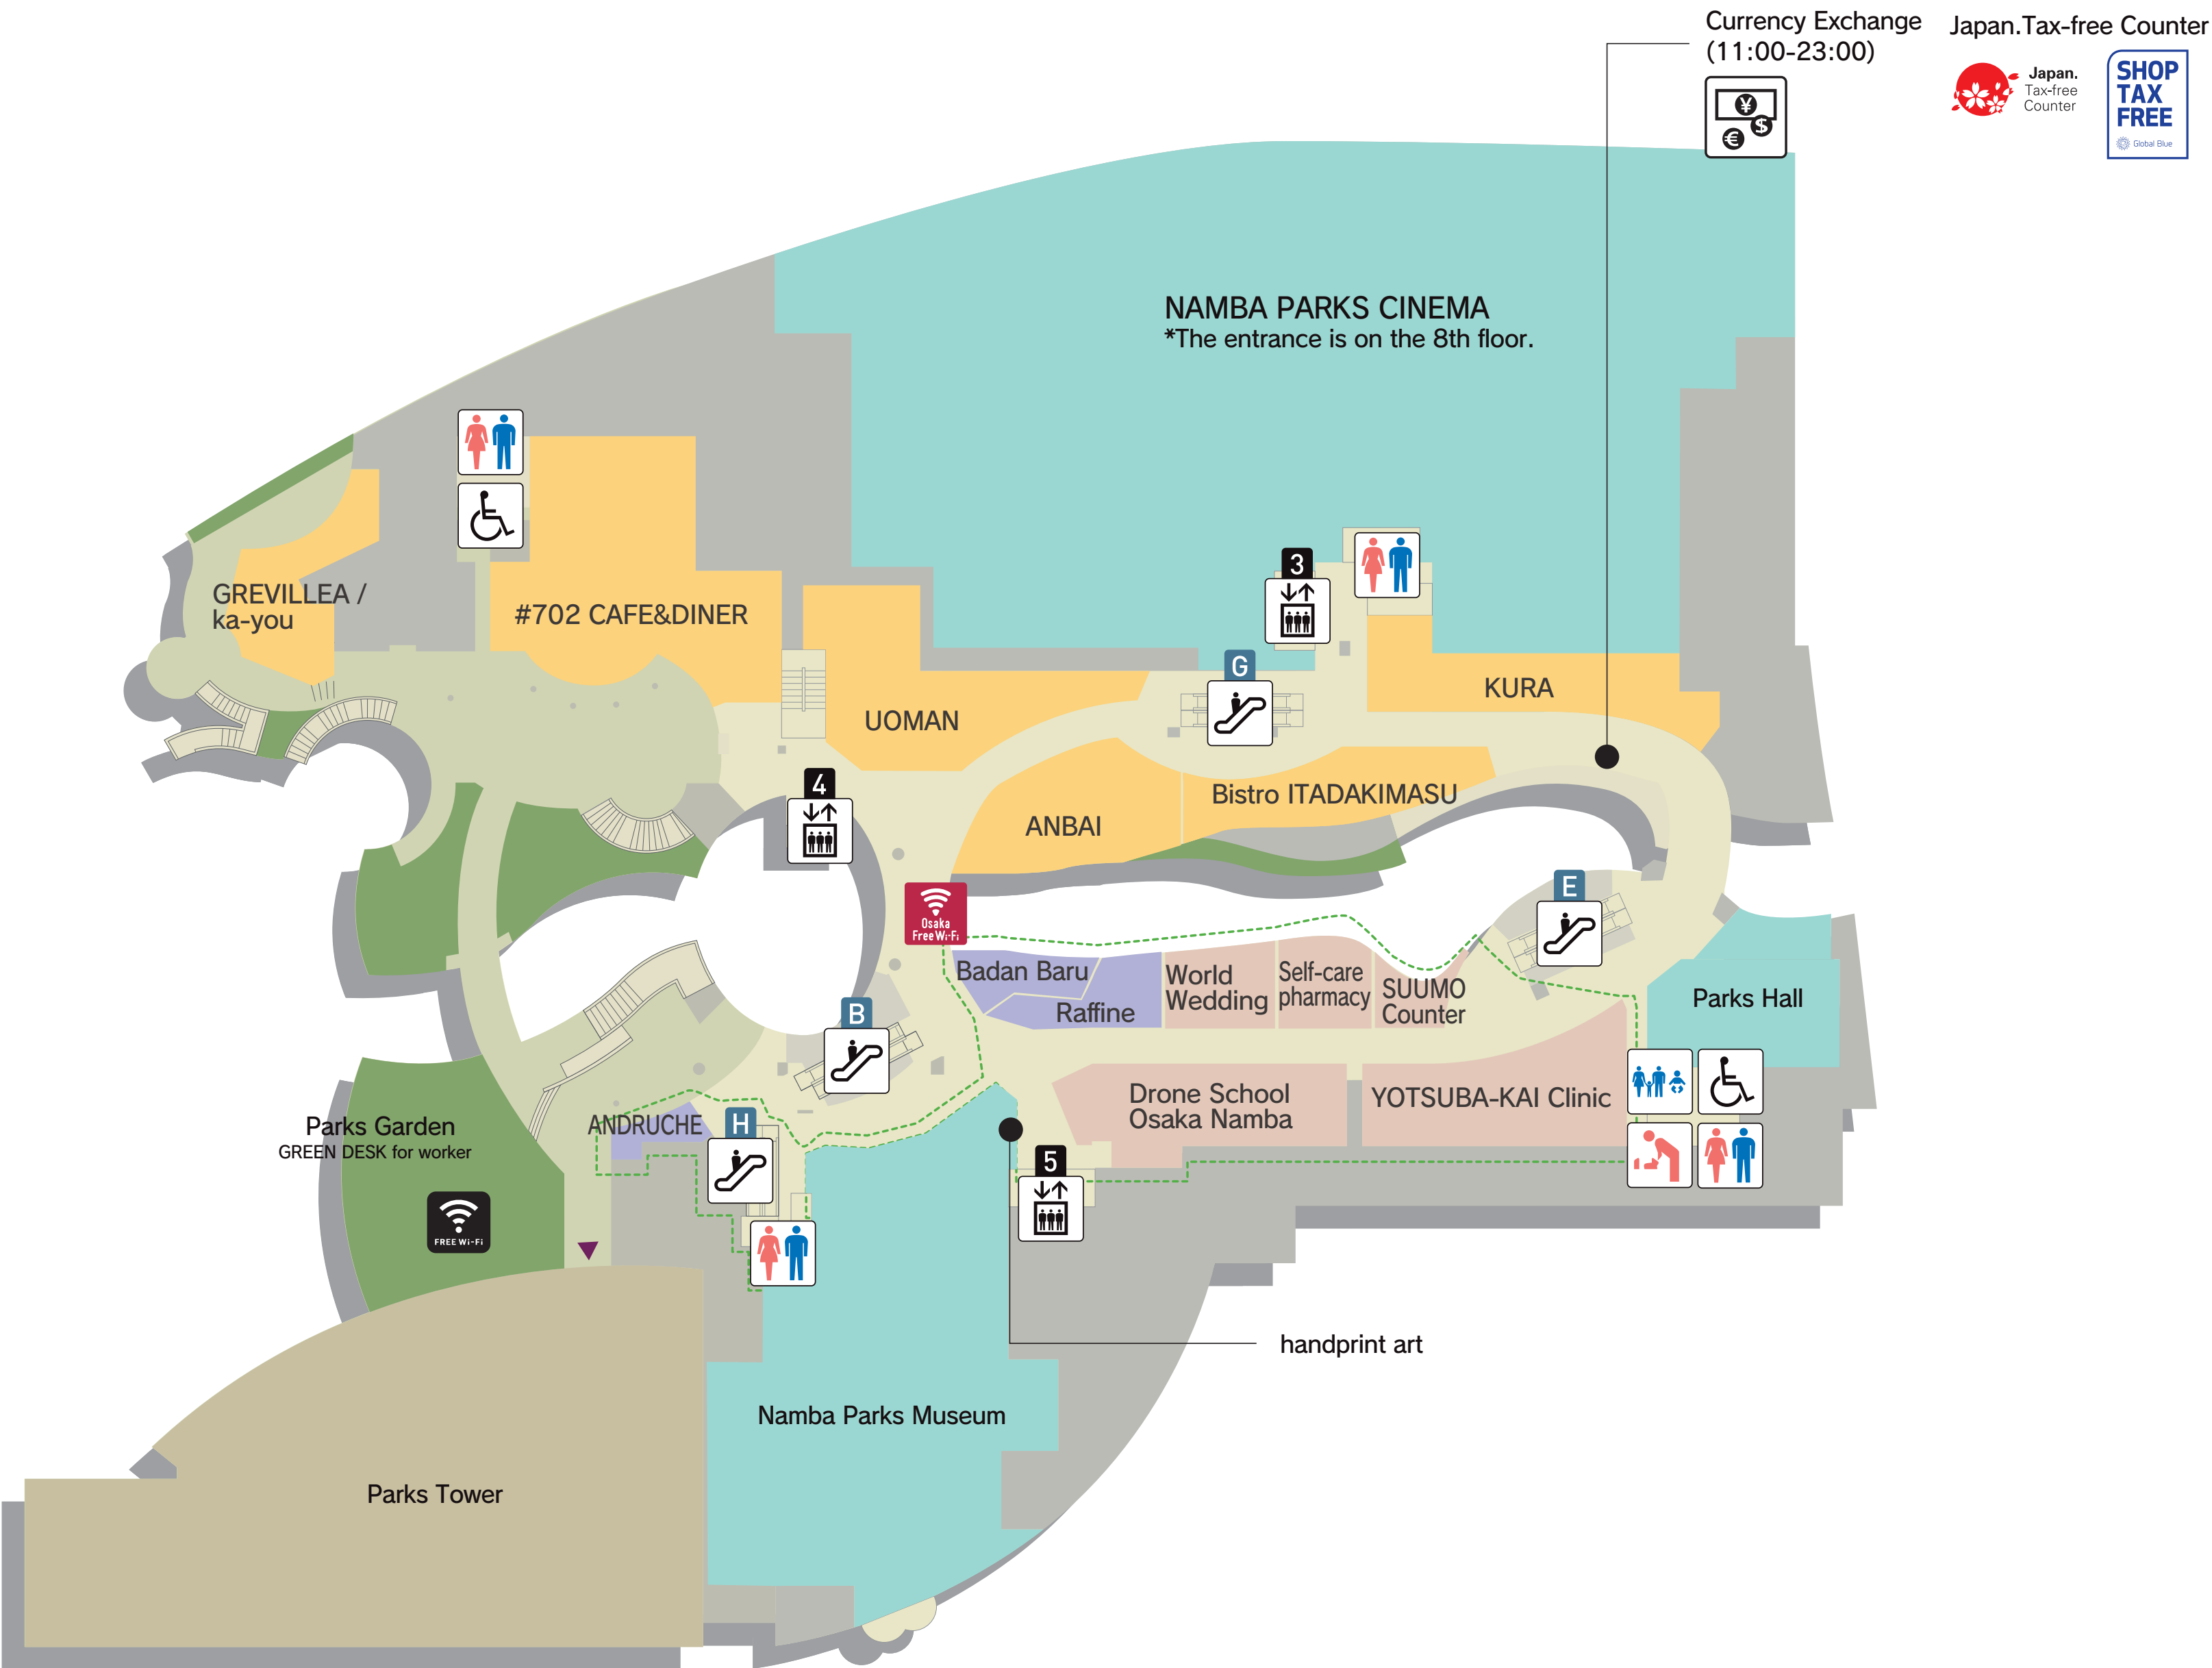 Currency Exchange
(11:00-23:00)
Japan.Tax-free Counter
Japan.
Tax-free
Counter
SHOP
TAX
FREE
Global Blue
NAMBA PARKS CINEMA
*The entrance is on the 8th floor.
GREVILLEA /
ka-you
#702 CAFE&DINER
3
G
KURA
UOMAN
4
Bistro ITADAKIMASU
ANBAI
E
Osaka
Free Wi-Fi
Badan Baru
Raffine
World
Wedding
Self-care
pharmacy
SUUMO
Counter
Parks Hall
B
Drone School
Osaka Namba
YOTSUBA-KAI Clinic
ANDRUCHE
H
Parks Garden
GREEN DESK for worker
FREE Wi-Fi
5
handprint art
Namba Parks Museum
Parks Tower